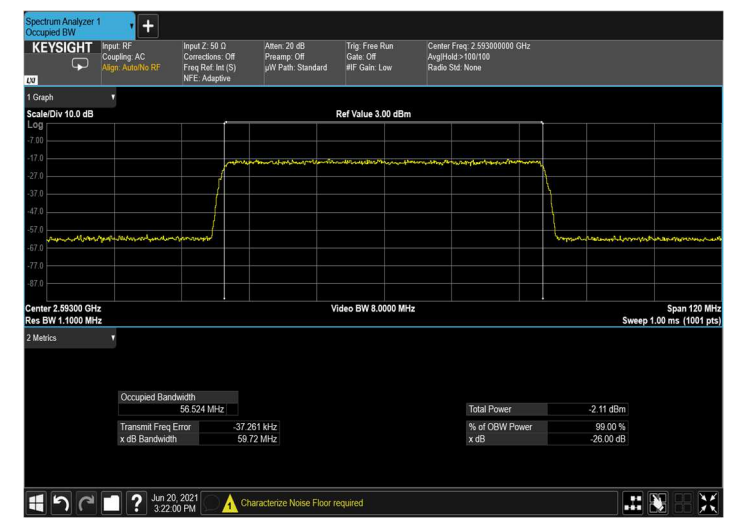 Spectrum Analyzer 1
Occupied BW
KEYSIGHT
LXI
Input: RF
Coupling: AC
Align: Auto/No RF
Input Z: 50 Ω
Corrections: Off
Freq Ref: Int (S)
NFE: Adaptive
Atten: 20 dB
Preamp: Off
µW Path: Standard
Trig: Free Run
Gate: Off
#IF Gain: Low
Center Freq: 2.593000000 GHz
Avg|Hold:>100/100
Radio Std: None
1 Graph
Scale/Div 10.0 dB
Ref Value 3.00 dBm
Log
-7.00
-17.0
-27.0
-37.0
-47.0
-57.0
-67.0
-77.0
-87.0
Center 2.59300 GHz
Video BW 8.0000 MHz
Span 120 MHz
Res BW 1.1000 MHz
Sweep 1.00 ms (1001 pts)
2 Metrics
Occupied Bandwidth
56.524 MHz
Total Power -2.11 dBm
Transmit Freq Error -37.261 kHz
% of OBW Power 99.00 %
x dB Bandwidth 59.72 MHz
x dB -26.00 dB
?
Jun 20, 2021
3:22:00 PM
1
Characterize Noise Floor required